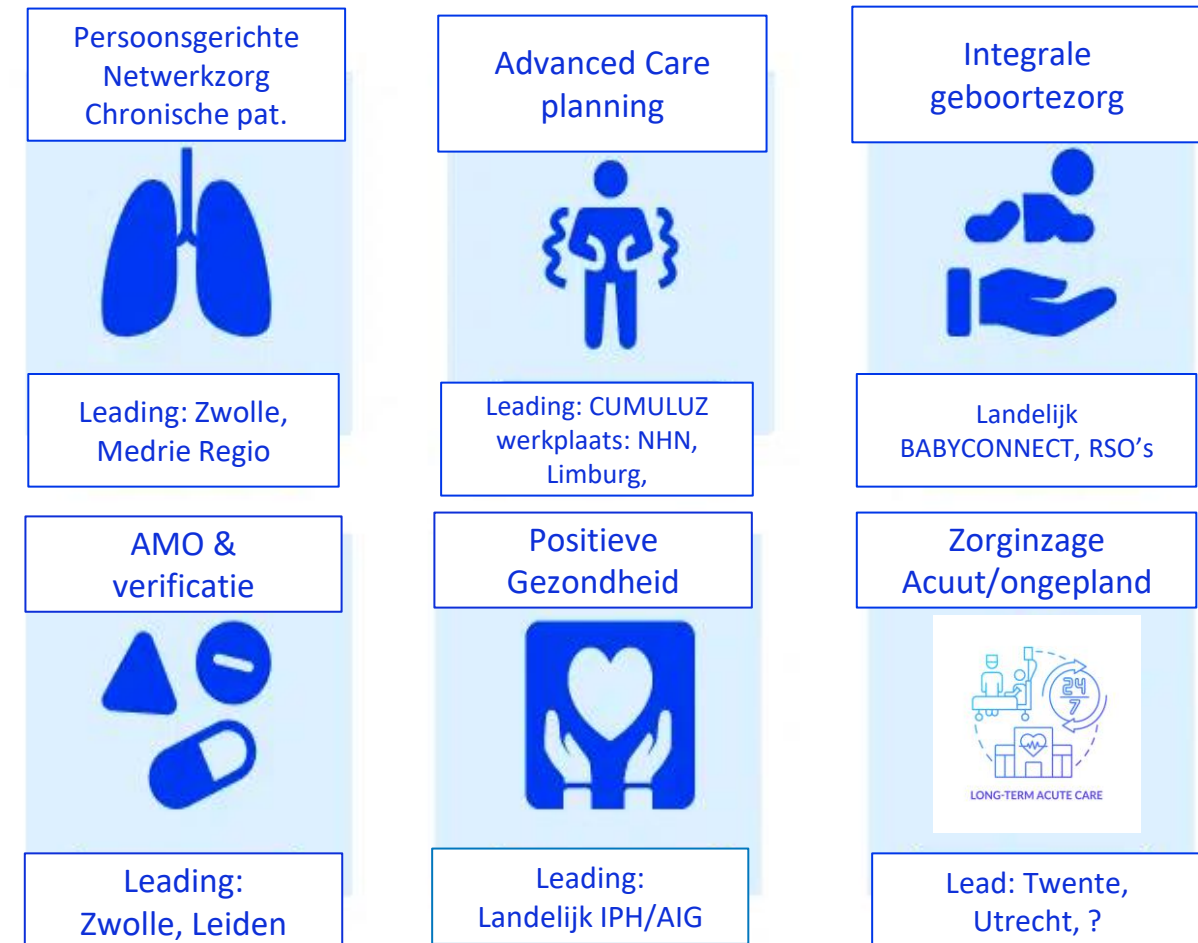 Persoonsgerichte
Netwerkzorg
Chronische pat.
Leading: Zwolle,
Medrie Regio
Advanced Care
planning
Leading: CUMULUZ
werkplaats: NHN,
Limburg,
Integrale
geboortezorg
Landelijk
BABYCONNECT, RSO’s
AMO &
verificatie
Leading:
Zwolle, Leiden
Positieve
Gezondheid
Leading:
Landelijk IPH/AIG
Zorginzage
Acuut/ongepland
24
7
LONG-TERM ACUTE CARE
Lead: Twente,
Utrecht, ?